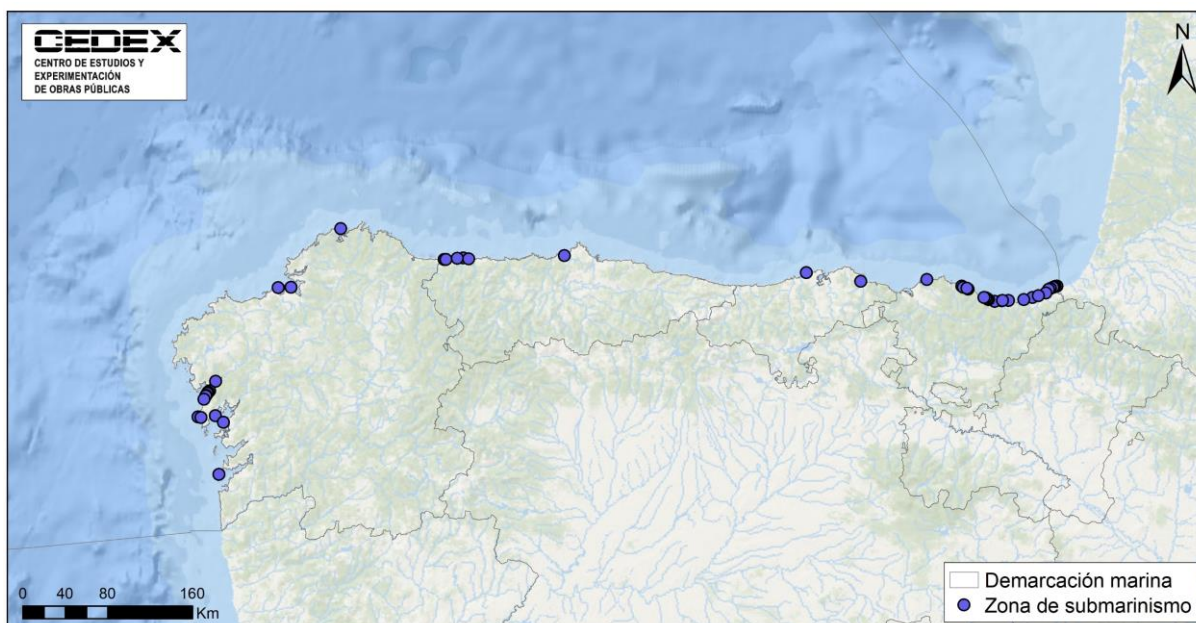 CEDEX
CENTRO DE ESTUDIOS Y
EXPERIMENTACIÓN
DE OBRAS PÚBLICAS
N
0 40 80 160
Km
Demarcación marina
Zona de submarinismo